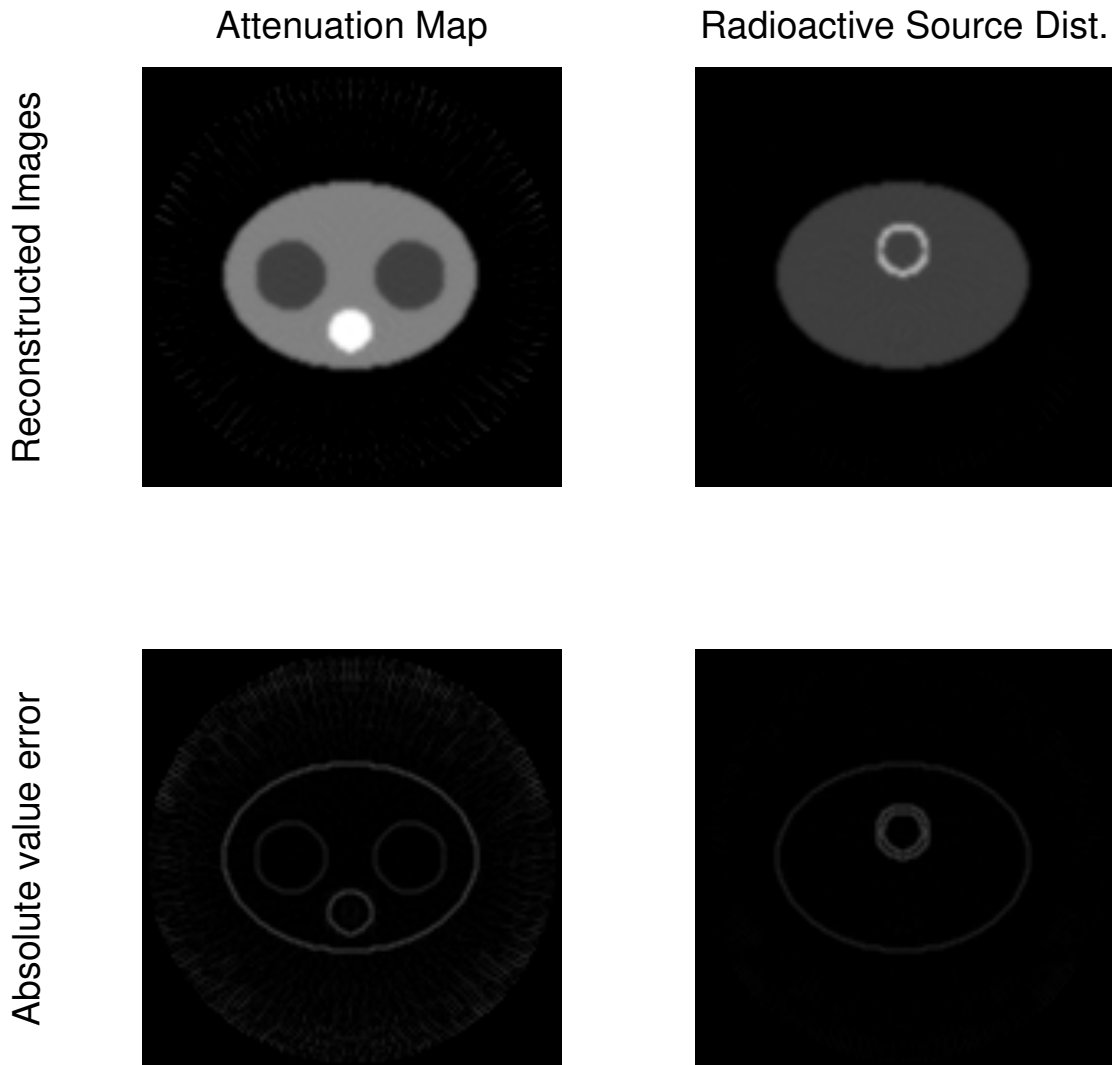 Attenuation Map
Radioactive Source Dist.
Reconstructed Images
Absolute value error